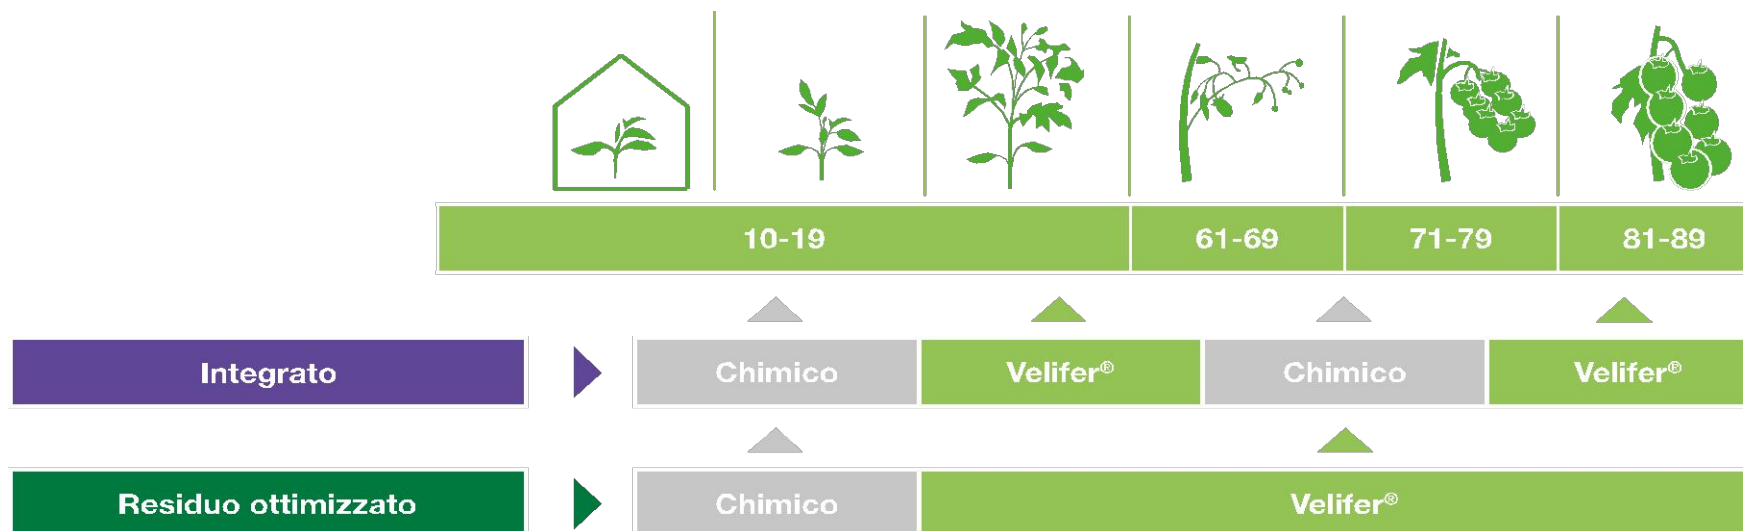 10-19 61-69 71-79 81-89
Integrato Chimico Velifer® Chimico Velifer®
Residuo ottimizzato Chimico Velifer®